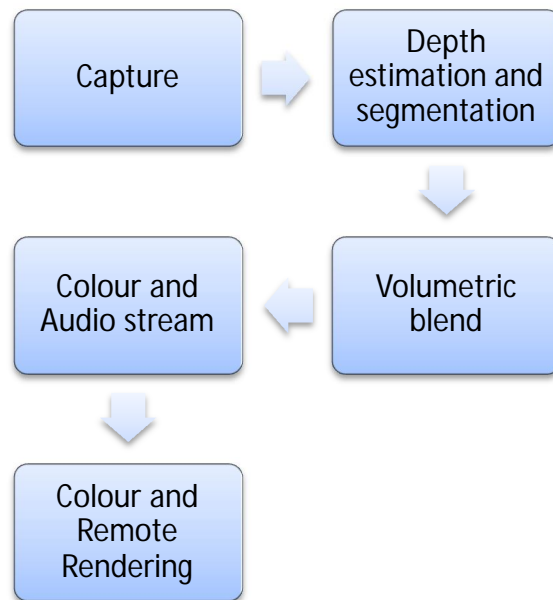 Capture
Depth
estimation and
segmentation
Volumetric
blend
Colour and
Audio stream
Colour and
Remote
Rendering